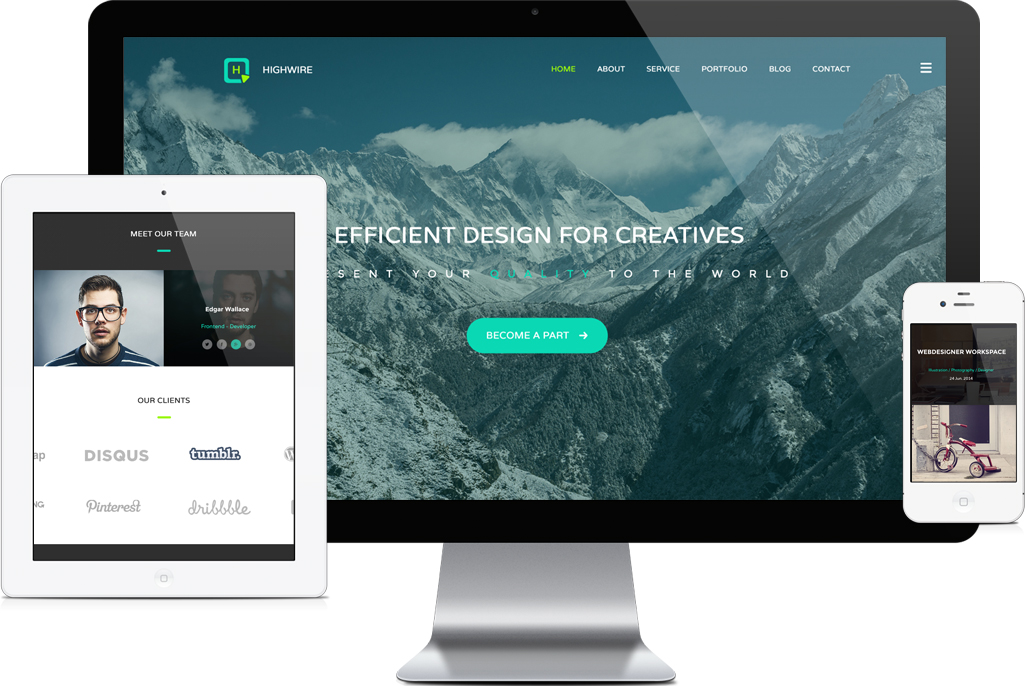 H
HIGHWIRE
HOME ABOUT SERVICE PORTFOLIO BLOG CONTACT
EFFICIENT DESIGN FOR CREATIVES
ESENT YOUR QUALITY TO THE WORLD
BECOME A PART
MEET OUR TEAM
Edgar Wallace
Frontend - Developer
OUR CLIENTS
ap DISQUS tumblr. W
NG Pinterest dribbble
WEBDESIGNER WORKSPACE
Illustration | Photography | Designer
24 Jun, 2014